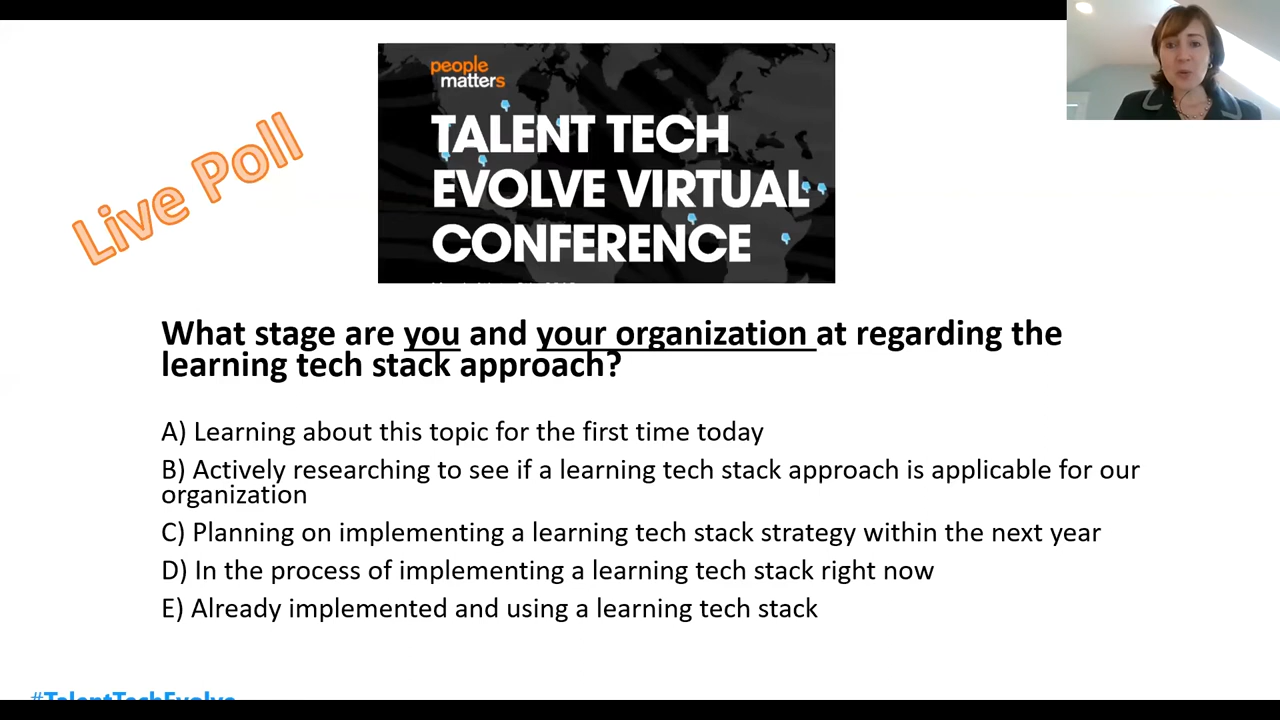 Live Poll
people
matters
TALENT TECH
EVOLVE VIRTUAL
CONFERENCE
What stage are you and your organization at regarding the
learning tech stack approach?
A) Learning about this topic for the first time today
B) Actively researching to see if a learning tech stack approach is applicable for our
organization
C) Planning on implementing a learning tech stack strategy within the next year
D) In the process of implementing a learning tech stack right now
E) Already implemented and using a learning tech stack
#TalentTechEvolve